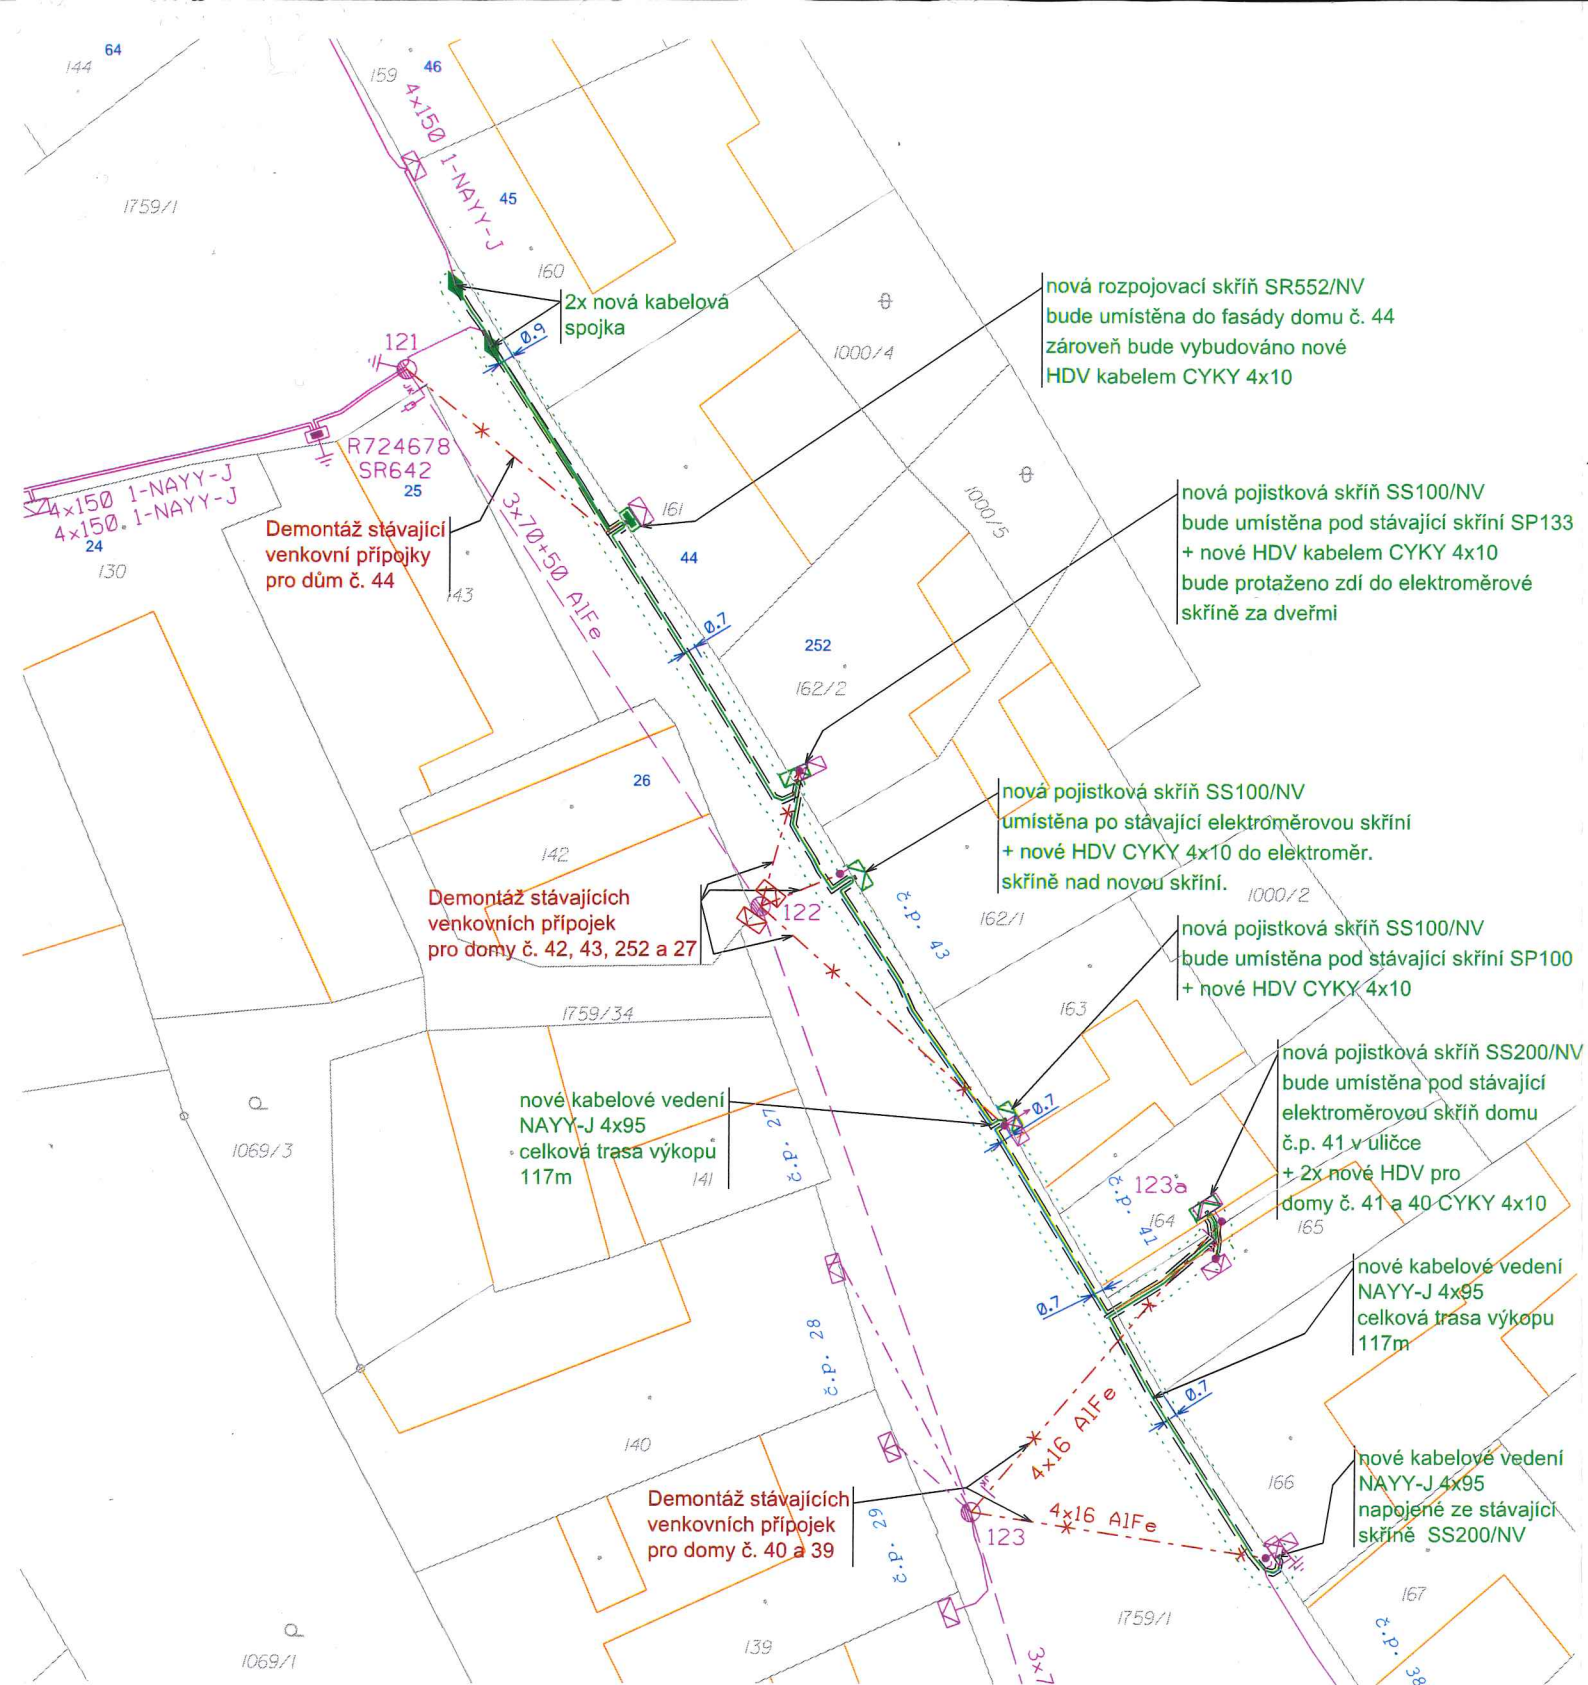 64
144
46
159
4x150 1-NAYY-J
45
1759/1
160
2x nová kabelová
spojka
0.9
121
nová rozpojovací skříň SR552/NV
bude umístěna do fasády domu č. 44
zároveň bude vybudováno nové
HDV kabelem CYKY 4x10
1000/4
R724678
SR642
25
4x150 1-NAYY-J
4x150 1-NAYY-J
24
130
3x70+50 AlFe
Demontáž stávající
venkovní přípojky
pro dům č. 44
143
161
44
1000/5
nová pojistková skříň SS100/NV
bude umístěna pod stávající skříní SP133
+ nové HDV kabelem CYKY 4x10
bude protaženo zdí do elektroměrové
skříně za dveřmi
0.7
252
162/2
26
142
nová pojistková skříň SS100/NV
umístěna po stávající elektroměrovou skříní
+ nové HDV CYKY 4x10 do elektroměr.
skříně nad novou skříní.
Demontáž stávajících
venkovních přípojek
pro domy č. 42, 43, 252 a 27
122
č.p. 43
162/1
1000/2
nová pojistková skříň SS100/NV
bude umístěna pod stávající skříní SP100
+ nové HDV CYKY 4x10
1759/34
163
nová pojistková skříň SS200/NV
bude umístěna pod stávající
elektroměrovou skříň domu
č.p. 41 v uličce
+ 2x nové HDV pro
domy č. 41 a 40 CYKY 4x10
nové kabelové vedení
NAYY-J 4x95
celková trasa výkopu
117m
č.p. 27
0.7
1069/3
141
123a
č.p. 41
164
165
nové kabelové vedení
NAYY-J 4x95
celková trasa výkopu
117m
0.7
č.p. 28
0.7
4x16 AlFe
140
166
nové kabelové vedení
NAYY-J 4x95
napojené ze stávající
skříně SS200/NV
Demontáž stávajících
venkovních přípojek
pro domy č. 40 a 39
č.p. 29
4x16 AlFe
123
167
1759/1
č.p. 38
1069/1
139
3x7